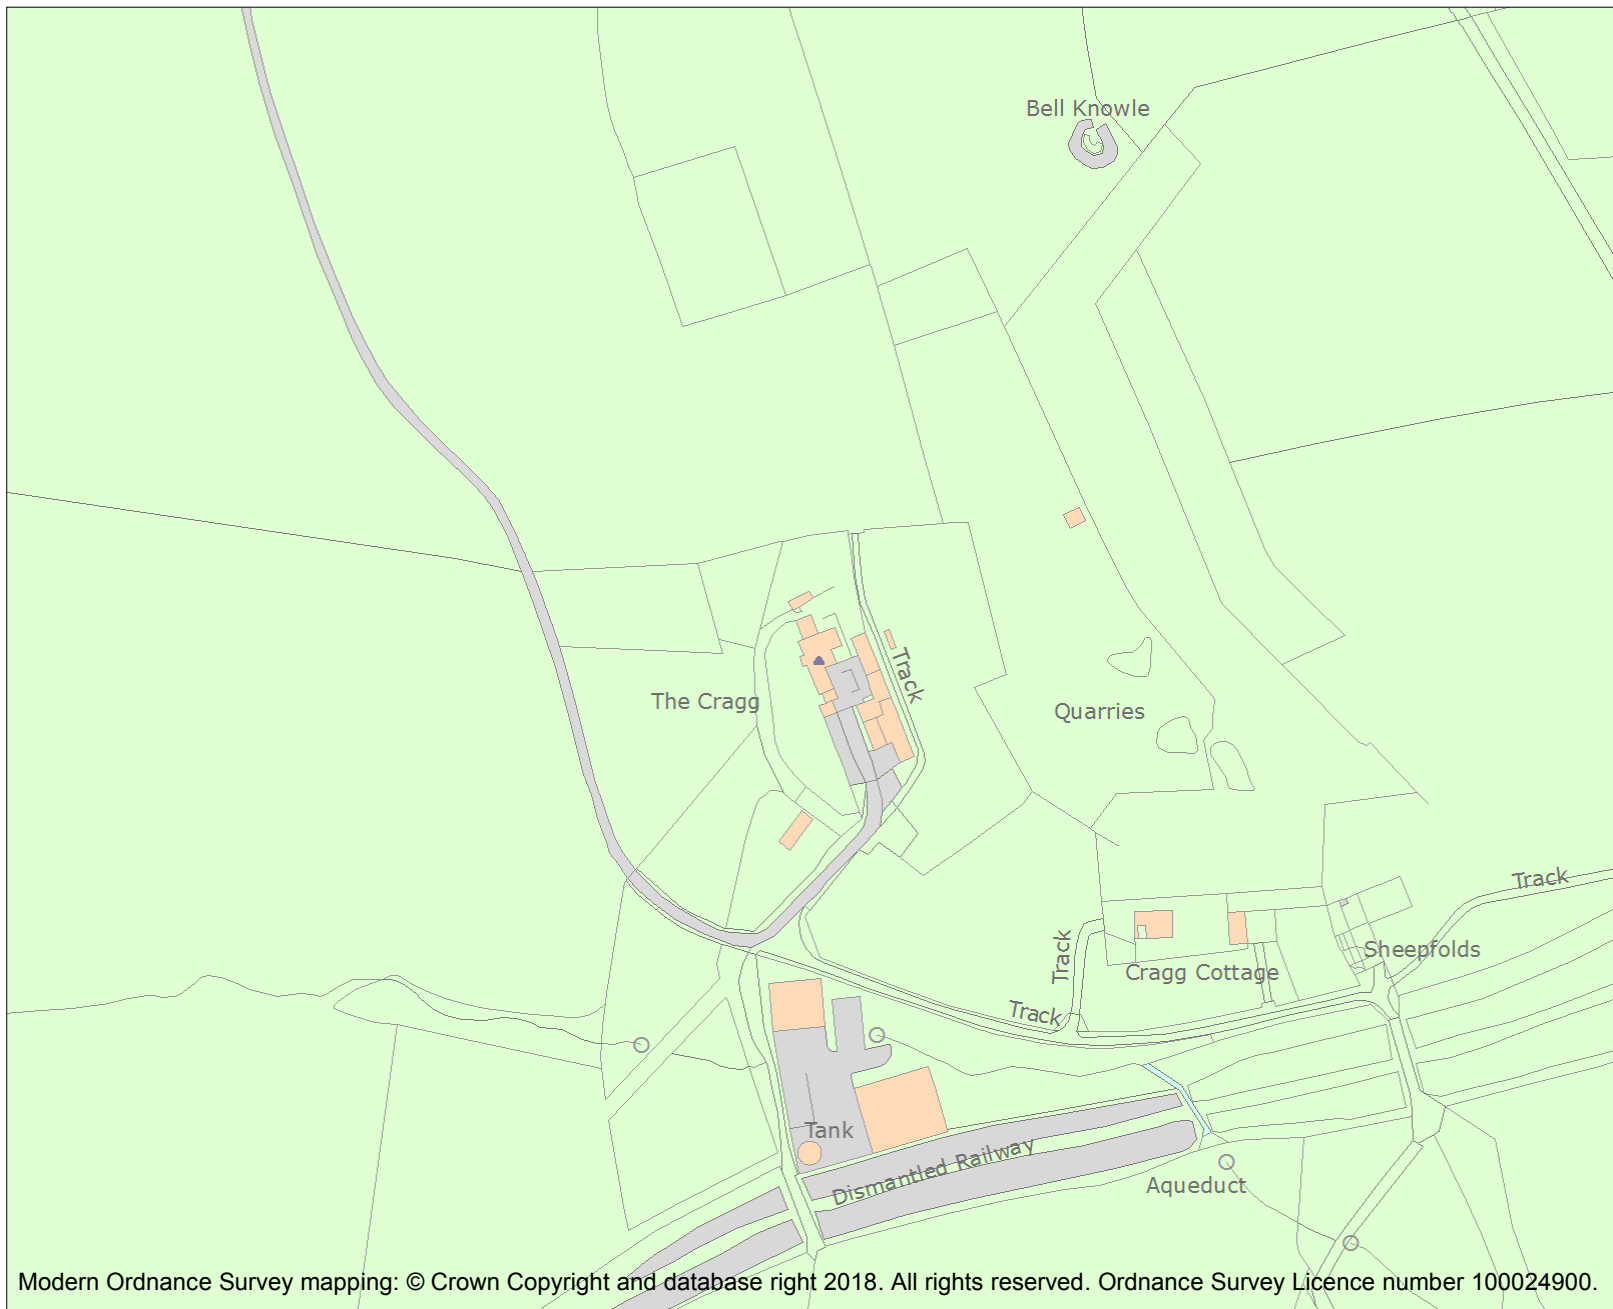 Bell Knowle
Track
The Cragg
Quarries
Track
Track
Sheepfolds
Cragg Cottage
Track
Tank
Dismantled Railway
Aqueduct
Modern Ordnance Survey mapping: © Crown Copyright and database right 2018. All rights reserved. Ordnance Survey Licence number 100024900.